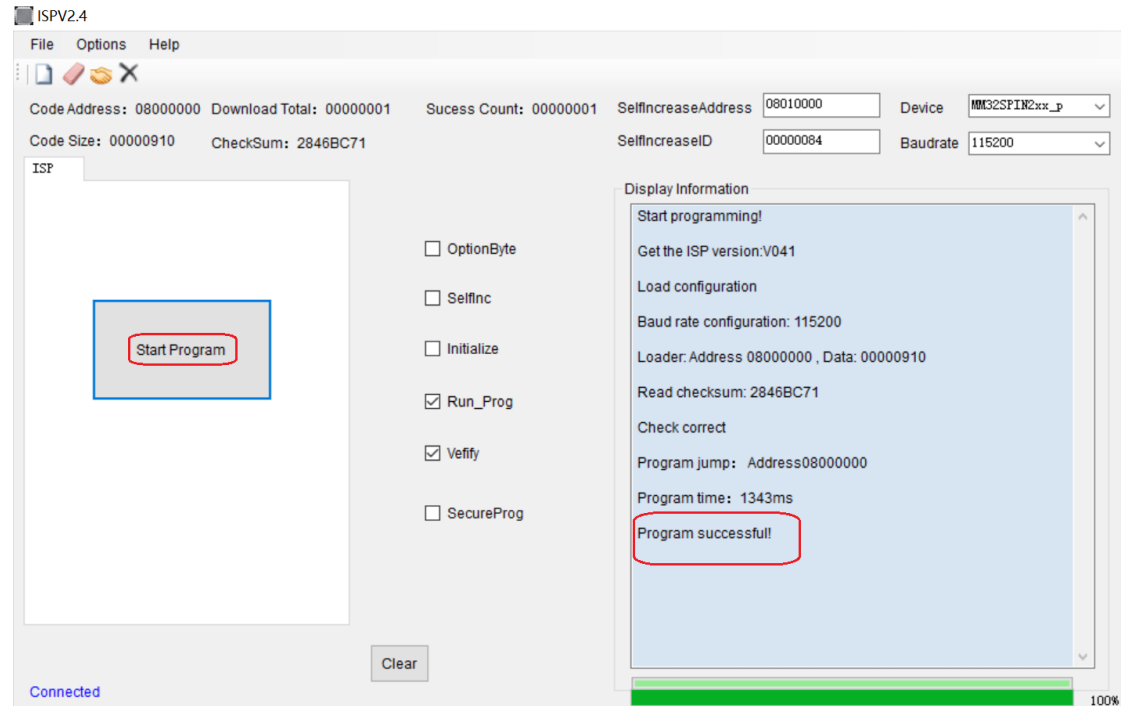 ISPV2.4
File Options Help
Code Address: 08000000 Download Total: 00000001 Sucess Count: 00000001 SelfIncreaseAddress 08010000 Device MM32SPIN2xx_p
Code Size: 00000910 CheckSum: 2846BC71 SelfIncreaseID 00000084 Baudrate 115200
ISP
Display Information
Start programming!
OptionByte
Get the ISP version:V041
Load configuration
SelfInc
Baud rate configuration: 115200
Start Program
Initialize
Loader: Address 08000000 , Data: 00000910
Read checksum: 2846BC71
Run_Prog
Check correct
Vefify
Program jump: Address08000000
Program time: 1343ms
SecureProg
Program successful!
Clear
Connected
100%